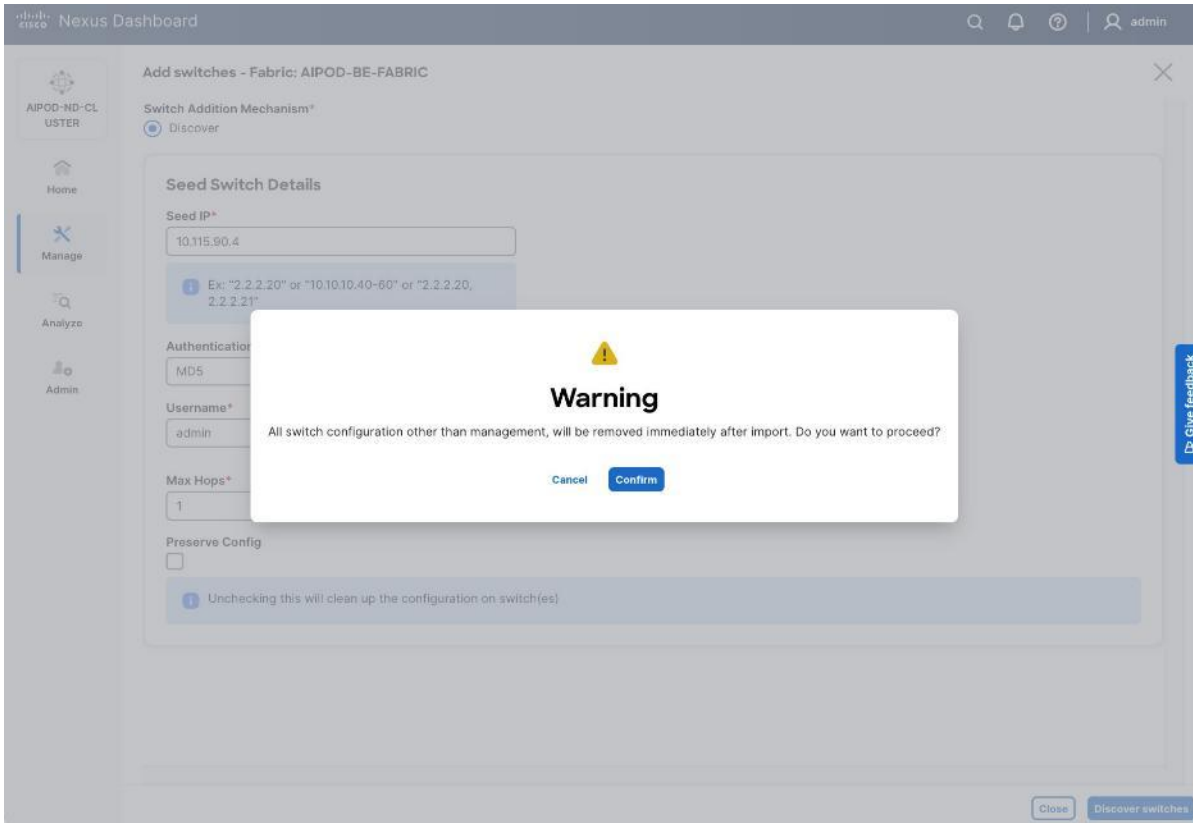 cisco Nexus Dashboard
admin
AIPOD-ND-CL
USTER
Home
Manage
Analyze
Admin
Add switches - Fabric: AIPOD-BE-FABRIC
Switch Addition Mechanism*
Discover
Seed Switch Details
Seed IP*
10.115.90.4
Ex: "2.2.2.20" or "10.10.10.40-60" or "2.2.2.20,
2.2.2.21"
Authentication
MD5
Username*
admin
Max Hops*
1
Preserve Config
Unchecking this will clean up the configuration on switch(es)
Warning
All switch configuration other than management, will be removed immediately after import. Do you want to proceed?
Cancel
Confirm
Give feedback
Close
Discover switches